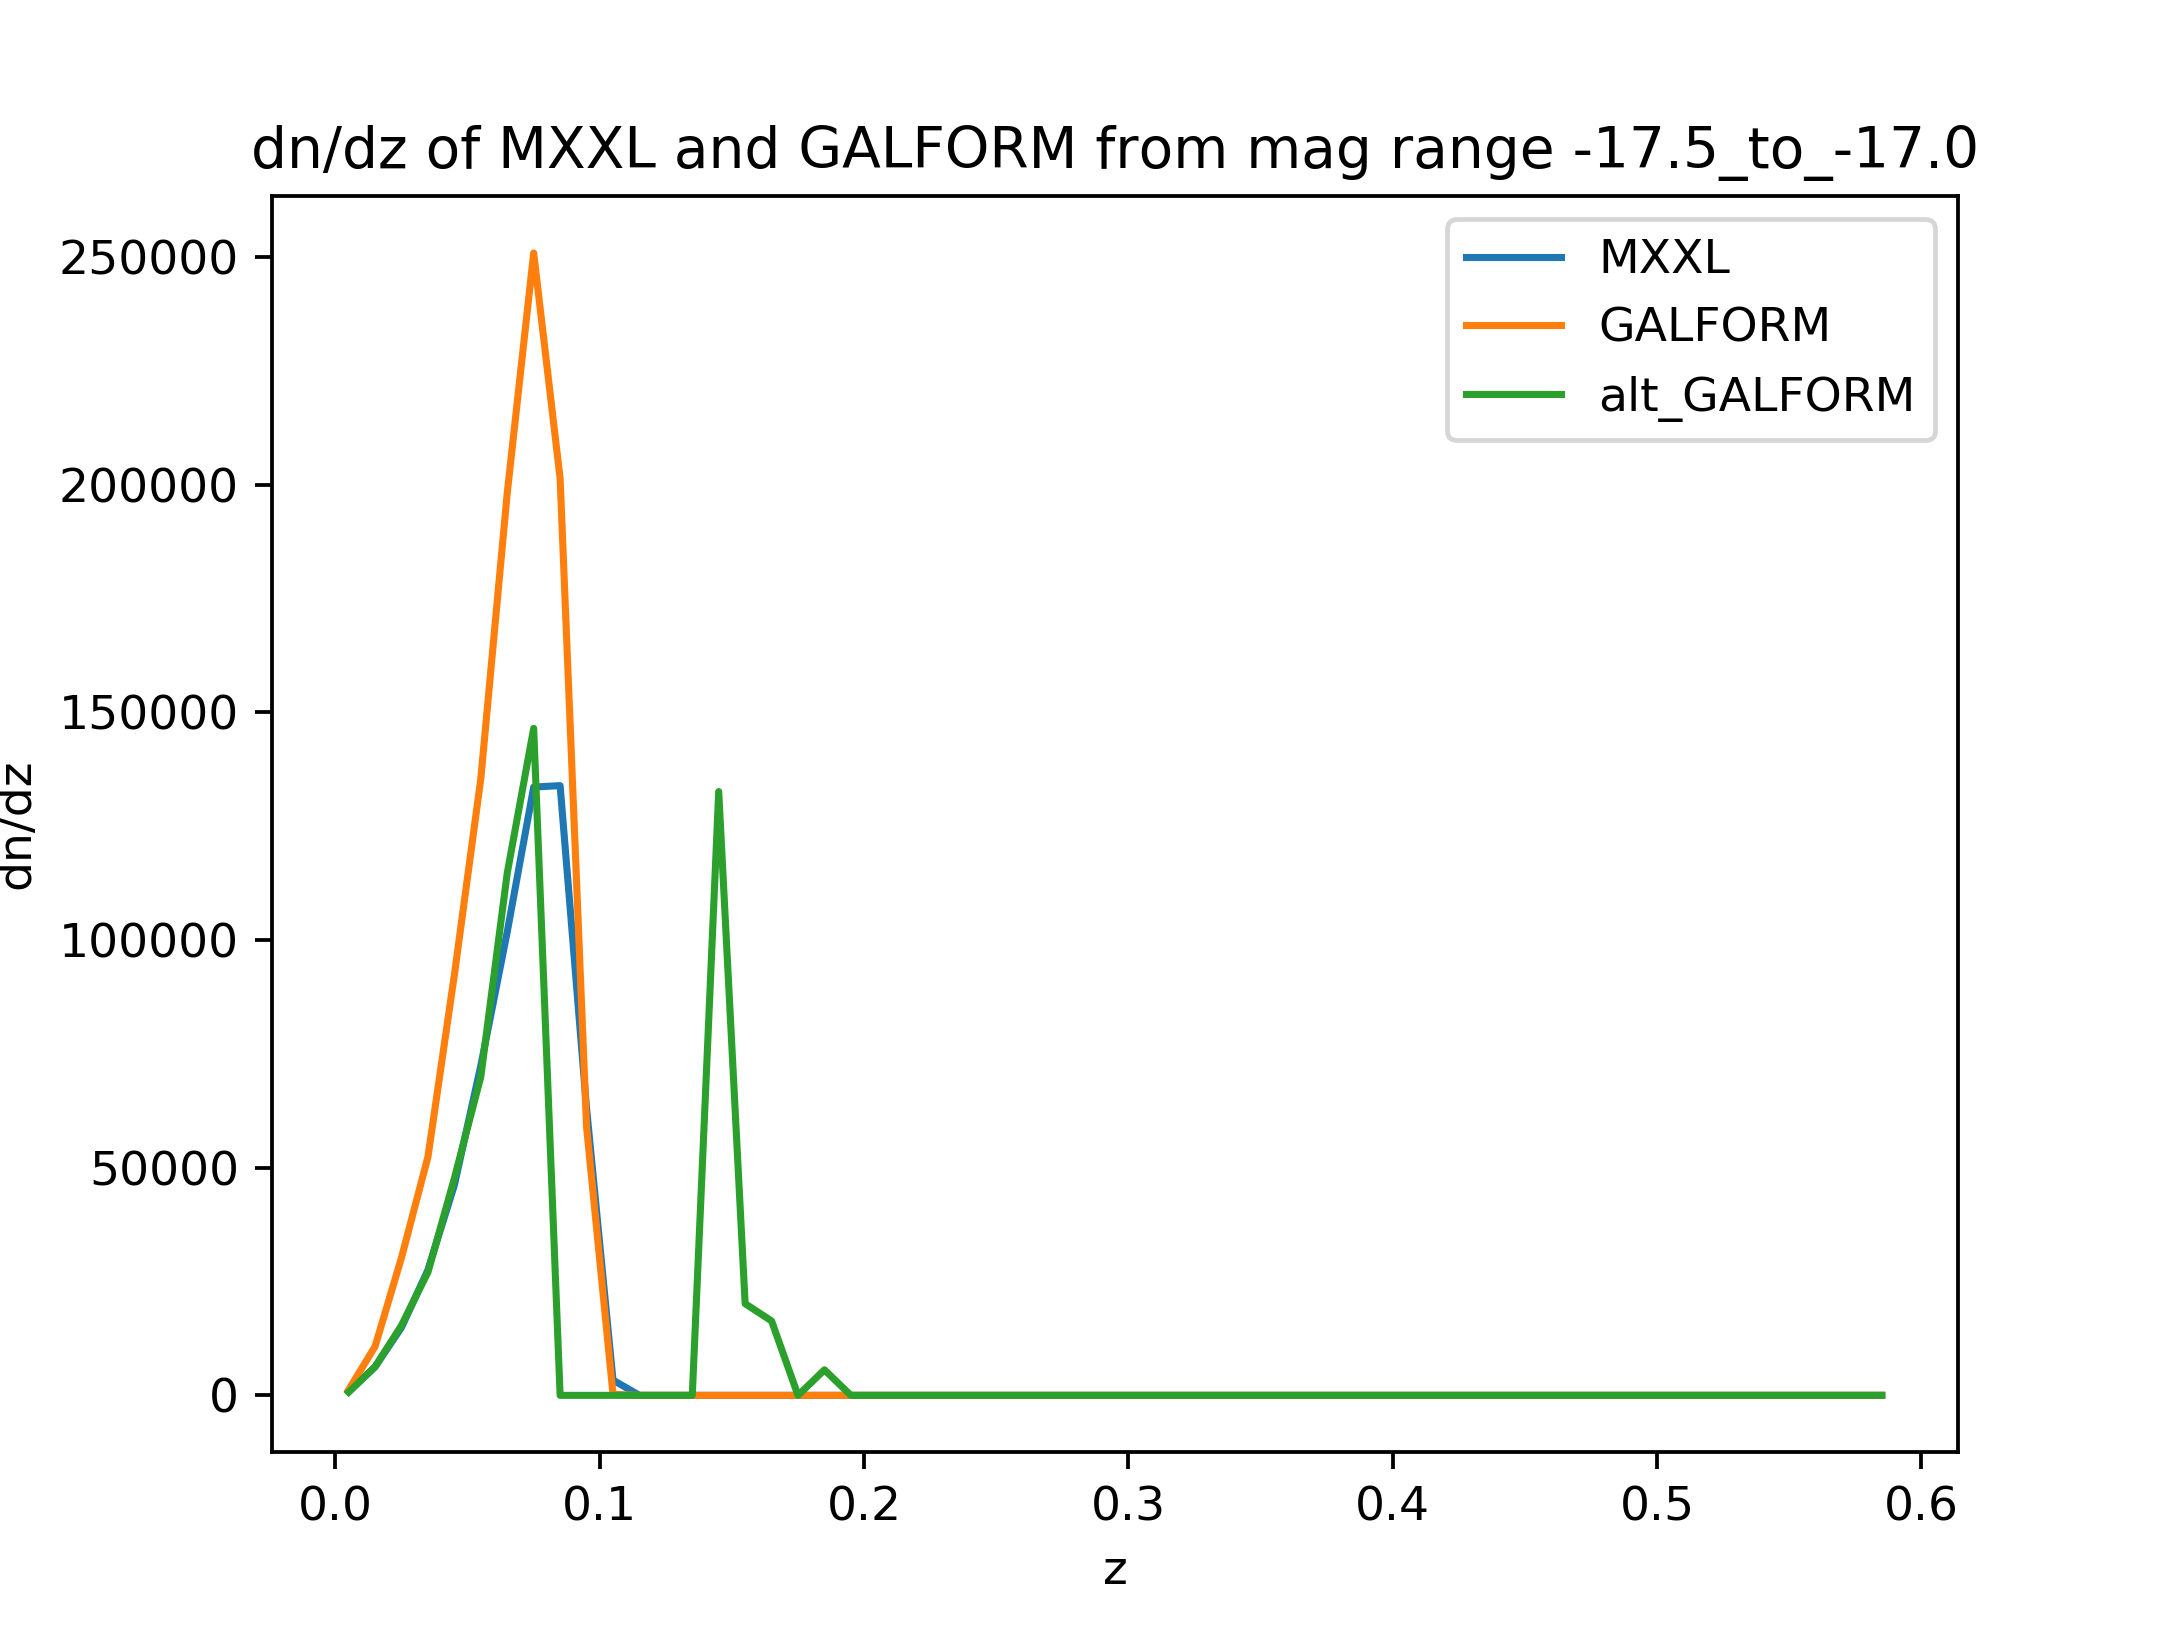 dn/dz of MXXL and GALFORM from mag range -17.5_to_-17.0
MXXL
GALFORM
alt_GALFORM
250000
200000
150000
100000
50000
0
dn/dz
0.0 0.1 0.2 0.3 0.4 0.5 0.6
z